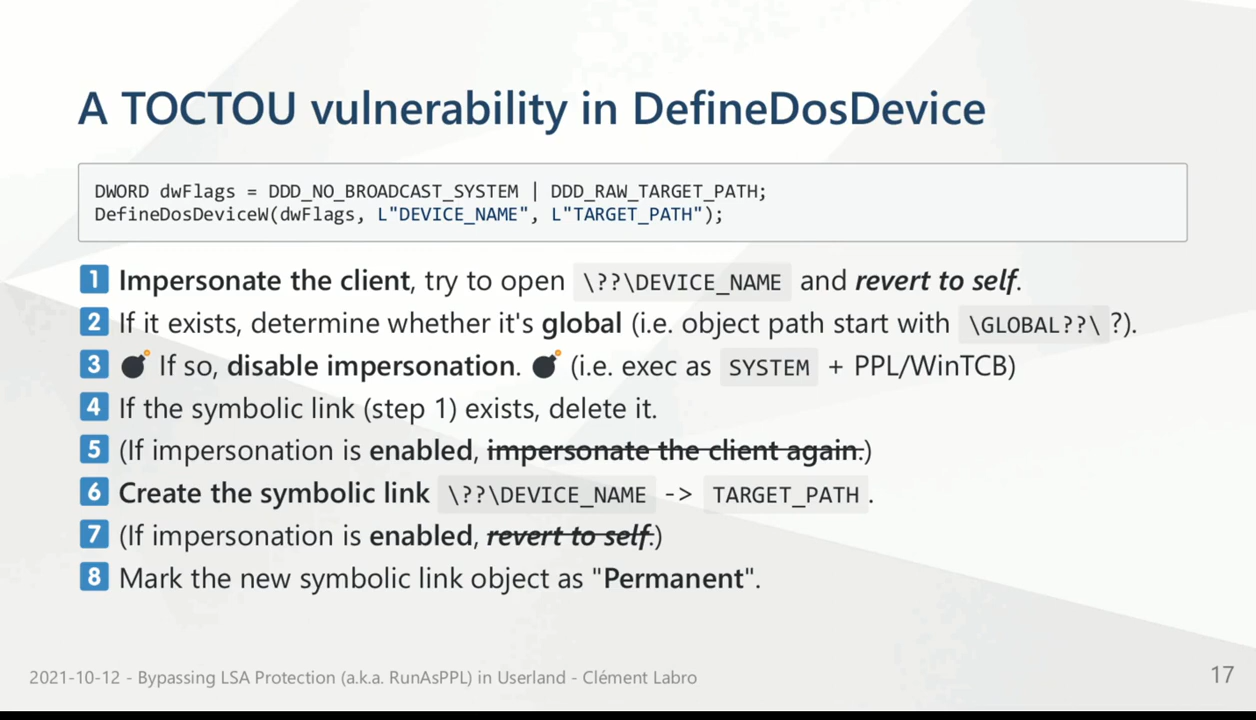 A TOCTOU vulnerability in DefineDosDevice
DWORD dwFlags = DDD_NO_BROADCAST_SYSTEM | DDD_RAW_TARGET_PATH;
DefineDosDeviceW(dwFlags, L"DEVICE_NAME", L"TARGET_PATH");
1 Impersonate the client, try to open \??\DEVICE_NAME and revert to self.
2 If it exists, determine whether it's global (i.e. object path start with \GLOBAL??\ ?).
3 💣 If so, disable impersonation. 💣 (i.e. exec as SYSTEM + PPL/WinTCB)
4 If the symbolic link (step 1) exists, delete it.
5 (If impersonation is enabled, impersonate the client again.)
6 Create the symbolic link \??\DEVICE_NAME -> TARGET_PATH .
7 (If impersonation is enabled, revert to self.)
8 Mark the new symbolic link object as "Permanent".
2021-10-12 - Bypassing LSA Protection (a.k.a. RunAsPPL) in Userland - Clément Labro
17